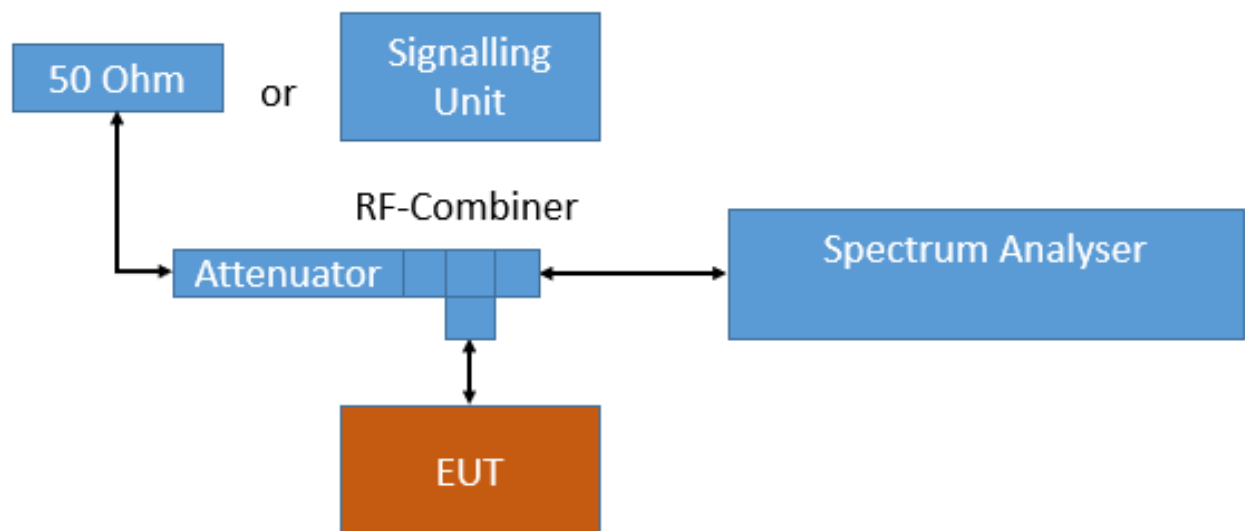 50 Ohm
or
Signalling
Unit
RF-Combiner
Attenuator
Spectrum Analyser
EUT